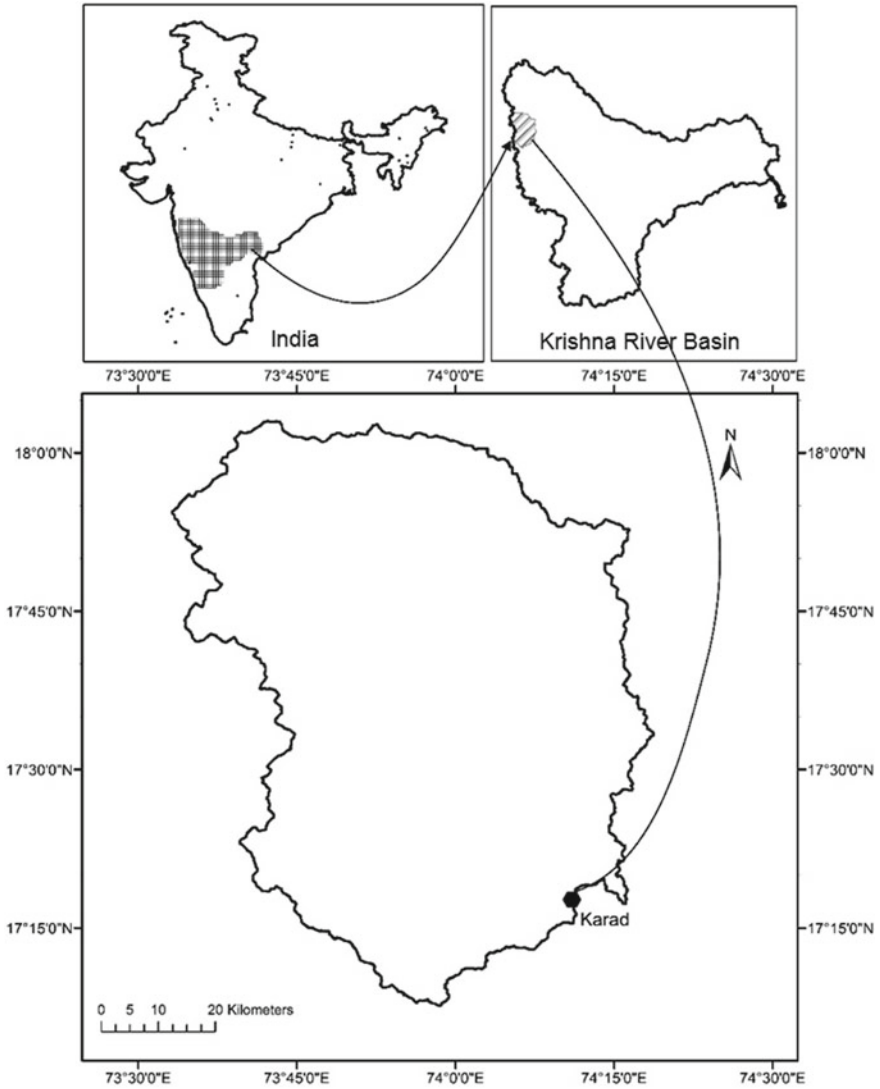 India
Krishna River Basin
73°30'0"E 73°45'0"E 74°0'0"E 74°15'0"E 74°30'0"E
N
18°0'0"N 18°0'0"N
17°45'0"N 17°45'0"N
17°30'0"N 17°30'0"N
17°15'0"N 17°15'0"N
Karad
0 5 10 20 Kilometers
73°30'0"E 73°45'0"E 74°0'0"E 74°15'0"E 74°30'0"E